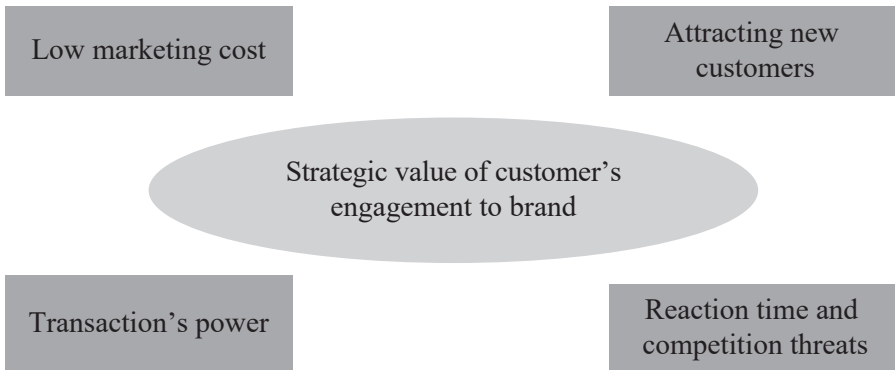 Low marketing cost
Attracting new
customers
Strategic value of customer’s
engagement to brand
Transaction’s power
Reaction time and
competition threats